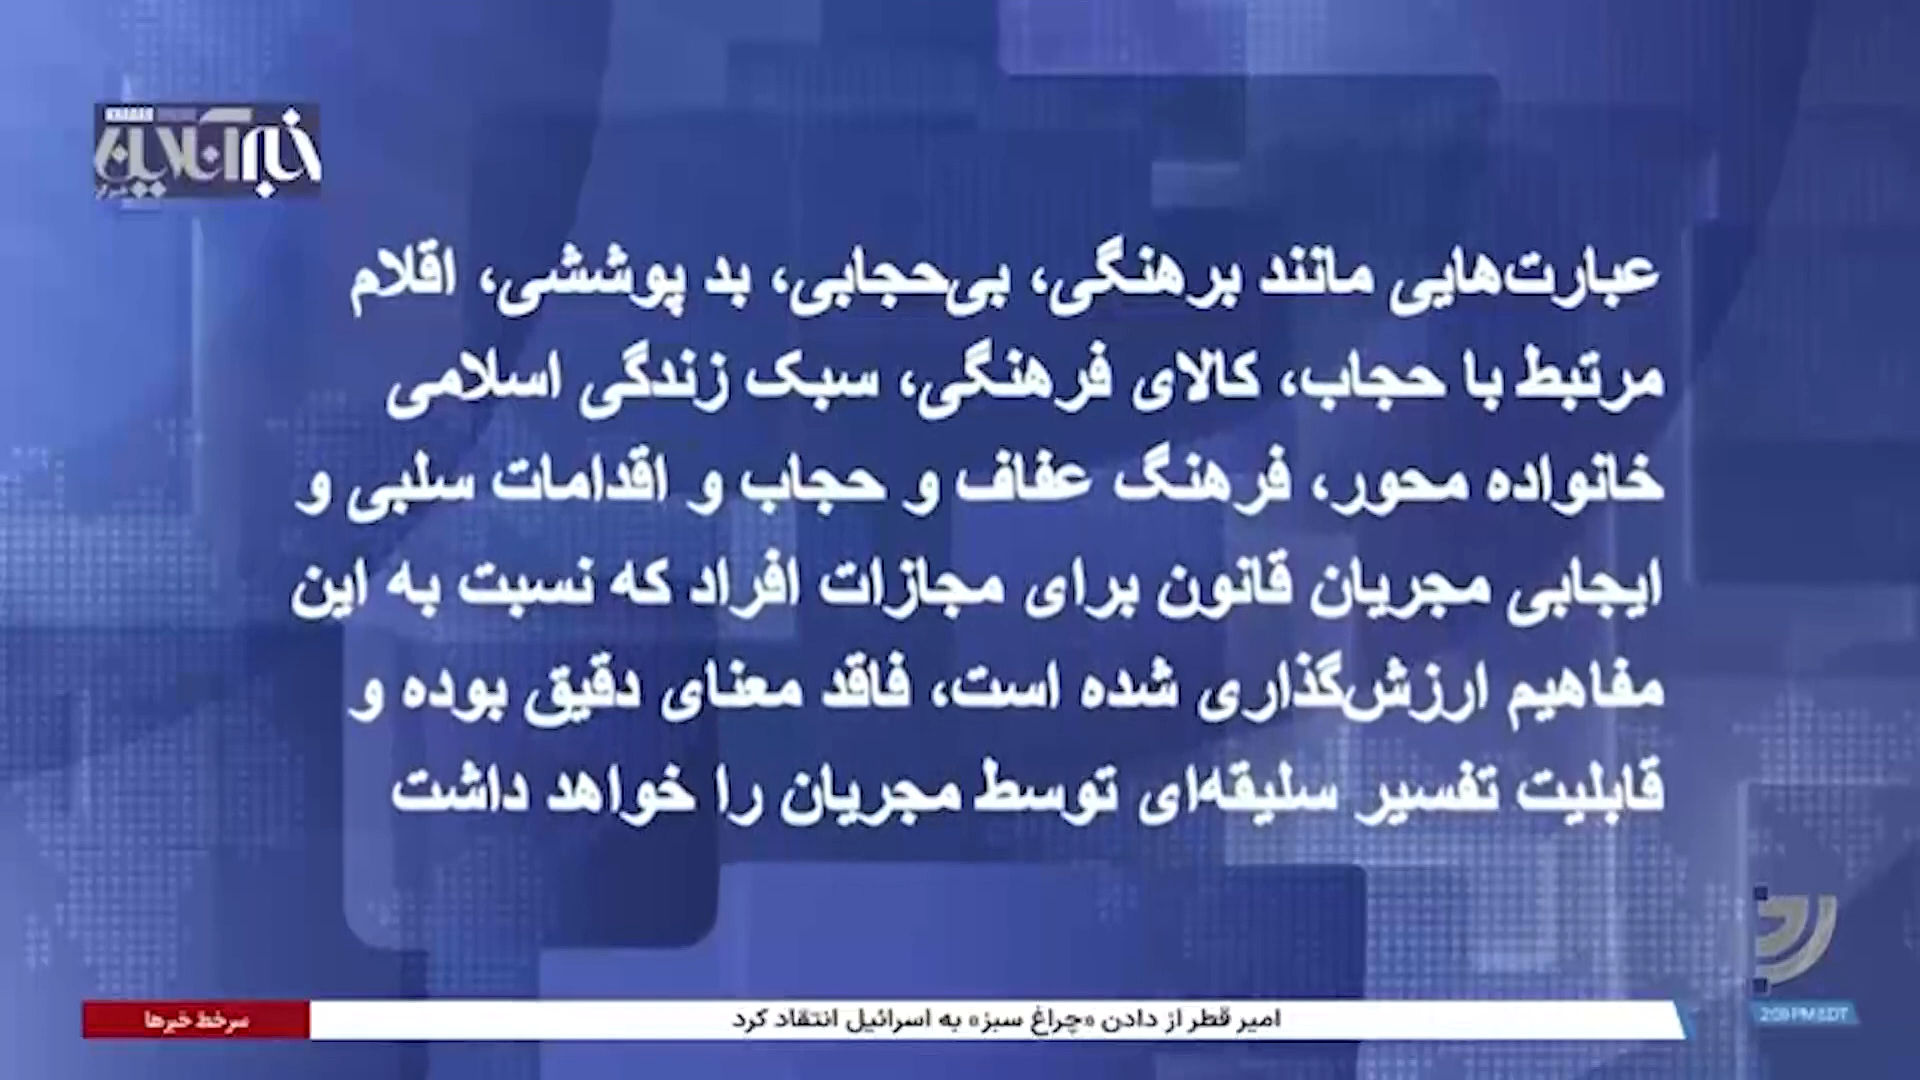 خبرآنلاین
عبارت‌هایی مانند برهنگی، بی‌حجابی، بد پوششی، اقلام
مرتبط با حجاب، کالای فرهنگی، سبک زندگی اسلامی
خانواده محور، فرهنگ عفاف و حجاب و اقدامات سلبی و
ایجابی مجریان قانون برای مجازات افراد که نسبت به این
مفاهیم ارزش‌گذاری شده است، فاقد معنای دقیق بوده و
قابلیت تفسیر سلیقه‌ای توسط مجریان را خواهد داشت
سرخط خبرها
امیر قطر از دادن «چراغ سبز» به اسرائیل انتقاد کرد